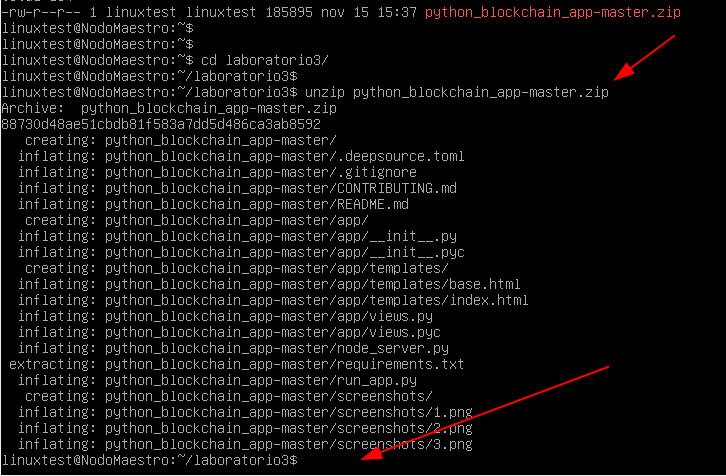 -rw-r--r-- 1 linuxtest linuxtest 185895 nov 15 15:37 python_blockchain_app-master.zip
linuxtest@NodoMaestro:~$
linuxtest@NodoMaestro:~$
linuxtest@NodoMaestro:~$ cd laboratorio3/
linuxtest@NodoMaestro:~/laboratorio3$
linuxtest@NodoMaestro:~/laboratorio3$ unzip python_blockchain_app-master.zip
Archive:  python_blockchain_app-master.zip
88730d48ae51cbdb81f583a7dd5d486ca3ab8592
   creating: python_blockchain_app-master/
  inflating: python_blockchain_app-master/.deepsource.toml
  inflating: python_blockchain_app-master/.gitignore
  inflating: python_blockchain_app-master/CONTRIBUTING.md
  inflating: python_blockchain_app-master/README.md
   creating: python_blockchain_app-master/app/
  inflating: python_blockchain_app-master/app/__init__.py
  inflating: python_blockchain_app-master/app/__init__.pyc
   creating: python_blockchain_app-master/app/templates/
  inflating: python_blockchain_app-master/app/templates/base.html
  inflating: python_blockchain_app-master/app/templates/index.html
  inflating: python_blockchain_app-master/app/views.py
  inflating: python_blockchain_app-master/app/views.pyc
  inflating: python_blockchain_app-master/node_server.py
 extracting: python_blockchain_app-master/requirements.txt
  inflating: python_blockchain_app-master/run_app.py
   creating: python_blockchain_app-master/screenshots/
  inflating: python_blockchain_app-master/screenshots/1.png
  inflating: python_blockchain_app-master/screenshots/2.png
  inflating: python_blockchain_app-master/screenshots/3.png
linuxtest@NodoMaestro:~/laboratorio3$